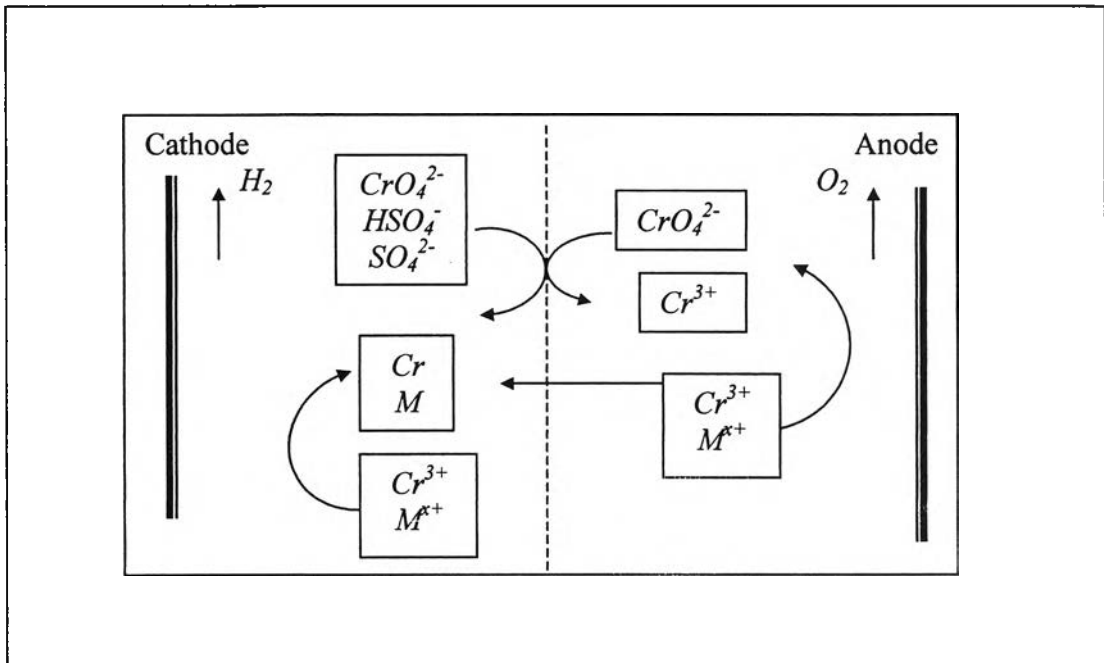 Cathode
H₂
CrO₄²⁻
HSO₄⁻
SO₄²⁻
Cr
M
Cr³⁺
Mˣ⁺
Anode
O₂
CrO₄²⁻
Cr³⁺
Cr³⁺
Mˣ⁺